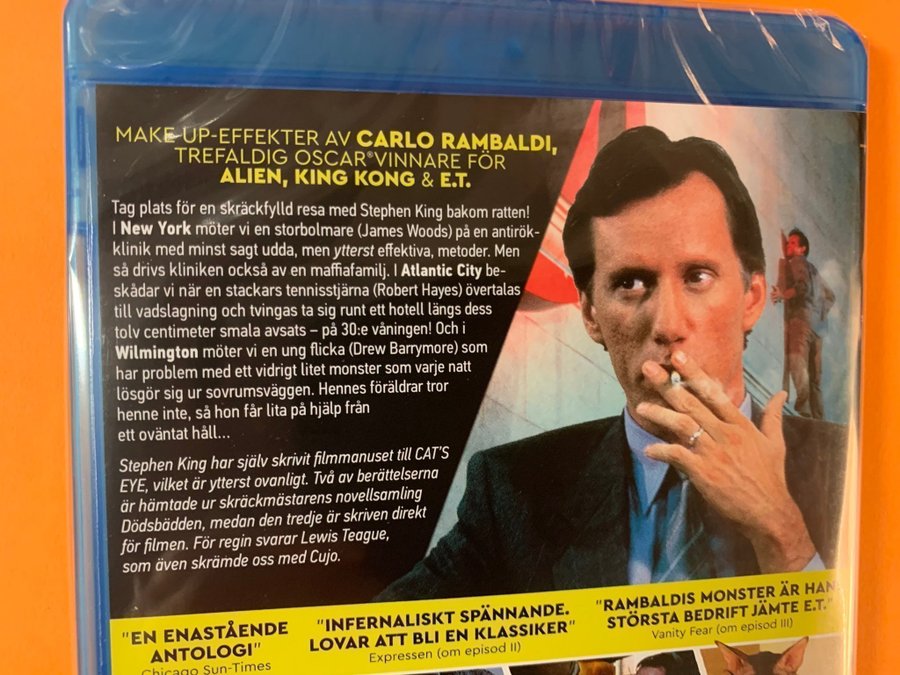 MAKE-UP-EFFEKTER AV CARLO RAMBALDI,
TREFALDIG OSCAR®VINNARE FÖR
ALIEN, KING KONG & E.T.
Tag plats för en skräckfylld resa med Stephen King bakom ratten!
I New York möter vi en storbolmare (James Woods) på en antirök-
klinik med minst sagt udda, men ytterst effektiva, metoder. Men
så drivs kliniken också av en maffiafamilj. I Atlantic City be-
skådar vi när en stackars tennisstjärna (Robert Hayes) övertalas
till vadslagning och tvingas ta sig runt ett hotell längs dess
tolv centimeter smala avsats – på 30:e våningen! Och i
Wilmington möter vi en ung flicka (Drew Barrymore) som
har problem med ett vidrigt litet monster som varje natt
lösgör sig ur sovrumsväggen. Hennes föräldrar tror
henne inte, så hon får lita på hjälp från
ett oväntat håll...
Stephen King har själv skrivit filmmanuset till CAT'S
EYE, vilket är ytterst ovanligt. Två av berättelserna
är hämtade ur skräckmästarens novellsamling
Dödsbädden, medan den tredje är skriven direkt
för filmen. För regin svarar Lewis Teague,
som även skrämde oss med Cujo.
"EN ENASTÅENDE
ANTOLOGI"
Chicago Sun-Times
"INFERNALISKT SPÄNNANDE.
LOVAR ATT BLI EN KLASSIKER"
Expressen (om episod II)
"RAMBALDIS MONSTER ÄR HAN
STÖRSTA BEDRIFT JÄMTE E.T."
Vanity Fear (om episod III)